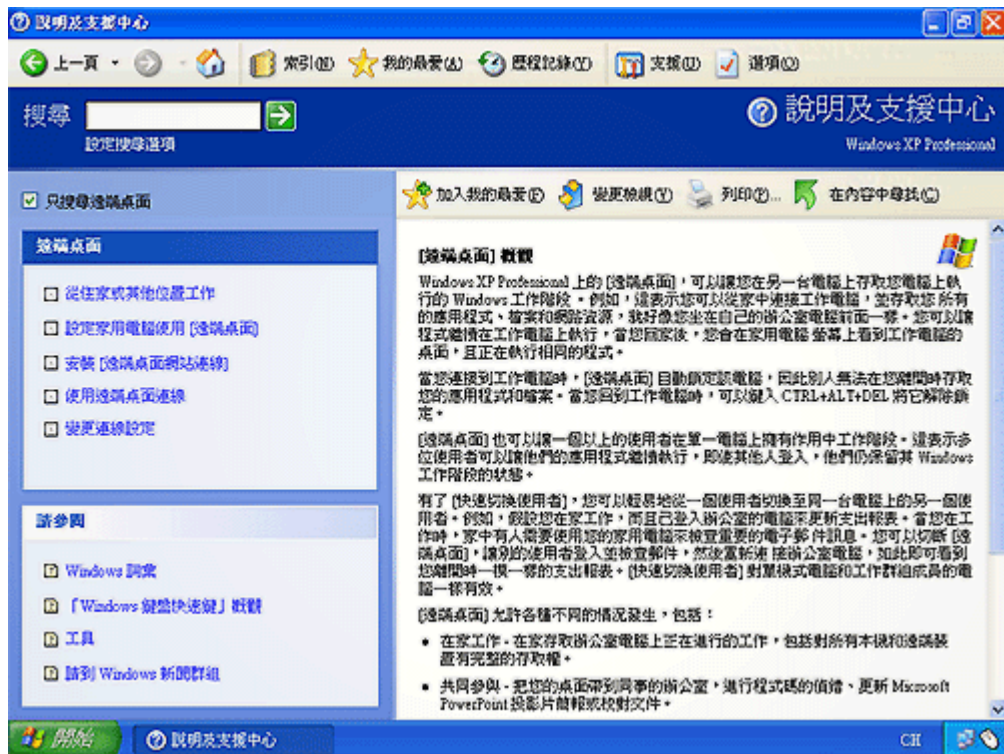 說明及支援中心
上一頁 索引(N) 我的最愛(A) 歷程記錄(Y) 支援(U) 選項(O)
搜尋
設定搜尋選項
說明及支援中心
Windows XP Professional
只搜尋遠端桌面
遠端桌面
從住家或其他位置工作
設定家用電腦使用 [遠端桌面]
安裝 [遠端桌面網站連線]
使用遠端桌面連線
變更連線設定
請參閱
Windows 詞彙
「Windows 鍵盤快速鍵」概觀
工具
請到 Windows 新聞群組
加入我的最愛(F) 變更檢視(V) 列印(P)... 在內容中尋找(C)
[遠端桌面] 概觀
Windows XP Professional 上的 [遠端桌面],可以讓您在另一台電腦上存取您電腦上執
行的 Windows 工作階段。例如,這表示您可以從家中連接工作電腦,並存取您所有
的應用程式、檔案和網路資源,就好像您坐在自己的辦公室電腦前面一樣。您可以讓
程式繼續在工作電腦上執行,當您回家後,您會在家用電腦 螢幕上看到工作電腦的
桌面,且正在執行相同的程式。
當您連接到工作電腦時,[遠端桌面] 自動鎖定該電腦,因此別人無法在您離開時存取
您的應用程式和檔案。當您回到工作電腦時,可以鍵入 CTRL+ALT+DEL 將它解除鎖
定。
[遠端桌面] 也可以讓一個以上的使用者在單一電腦上擁有作用中工作階段。這表示多
位使用者可以讓他們的應用程式繼續執行,即使其他人登入,他們仍保留其 Windows
工作階段的狀態。
有了 [快速切換使用者],您可以輕易地從一個使用者切換至同一台電腦上的另一個使
用者。例如,假設您在家工作,而且已登入辦公室的電腦來更新支出報表。當您在工
作時,家中有人需要使用您的家用電腦來檢查重要的電子郵件訊息。您可以切斷 [遠
端桌面],讓別的使用者登入並檢查郵件,然後重新連 接辦公室電腦,如此即可看到
您離開時一模一樣的支出報表。[快速切換使用者] 對單機式電腦和工作群組成員的電
腦一樣有效。
[遠端桌面] 允許各種不同的情況發生,包括:
• 在家工作 - 在家存取辦公室電腦上正在進行的工作,包括對所有本機和遠端裝
置有完整的存取權。
• 共同參與 - 把您的桌面帶到同事的辦公室,進行程式碼的偵錯、更新 Microsoft
PowerPoint 投影片簡報或校對文件。
開始 說明及支援中心 CH